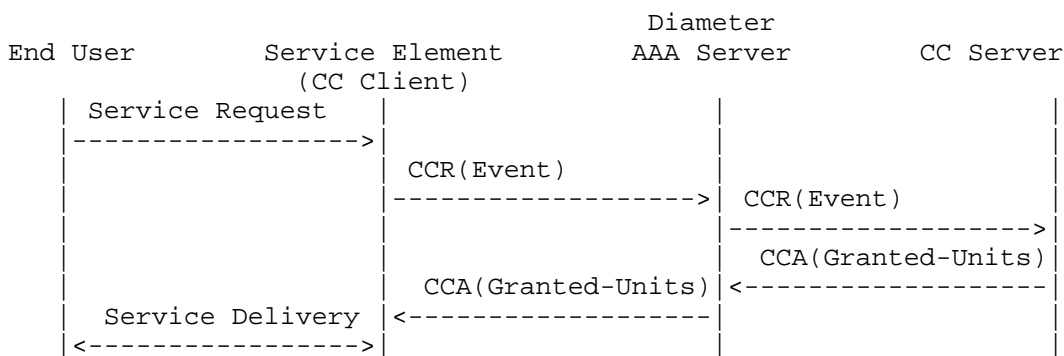 Diameter
End User Service Element AAA Server CC Server
(CC Client)
Service Request
CCR(Event)
CCR(Event)
CCA(Granted-Units)
CCA(Granted-Units)
Service Delivery